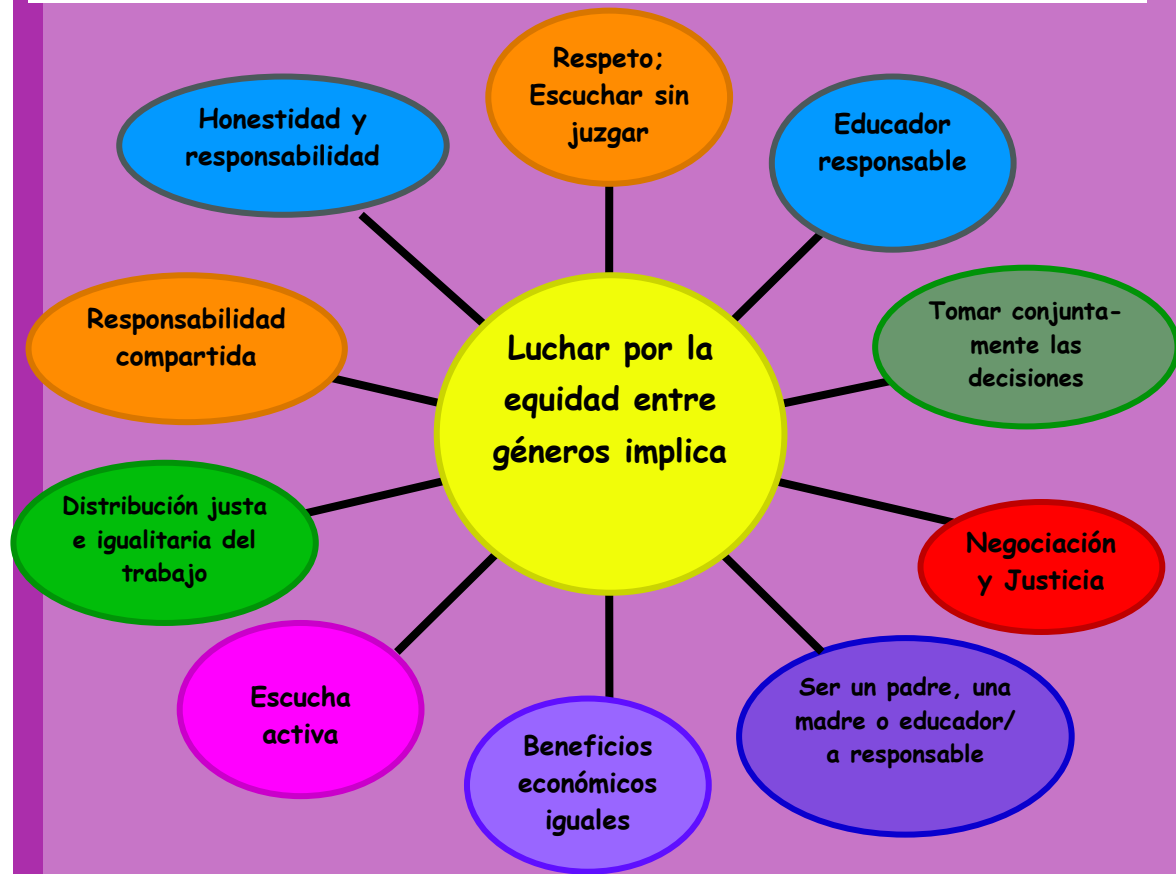 Respeto;
Escuchar sin
juzgar
Educador
responsable
Tomar conjunta-
mente las
decisiones
Negociación
y Justicia
Ser un padre, una
madre o educador/
a responsable
Beneficios
económicos
iguales
Escucha
activa
Distribución justa
e igualitaria del
trabajo
Responsabilidad
compartida
Honestidad y
responsabilidad
Luchar por la
equidad entre
géneros implica